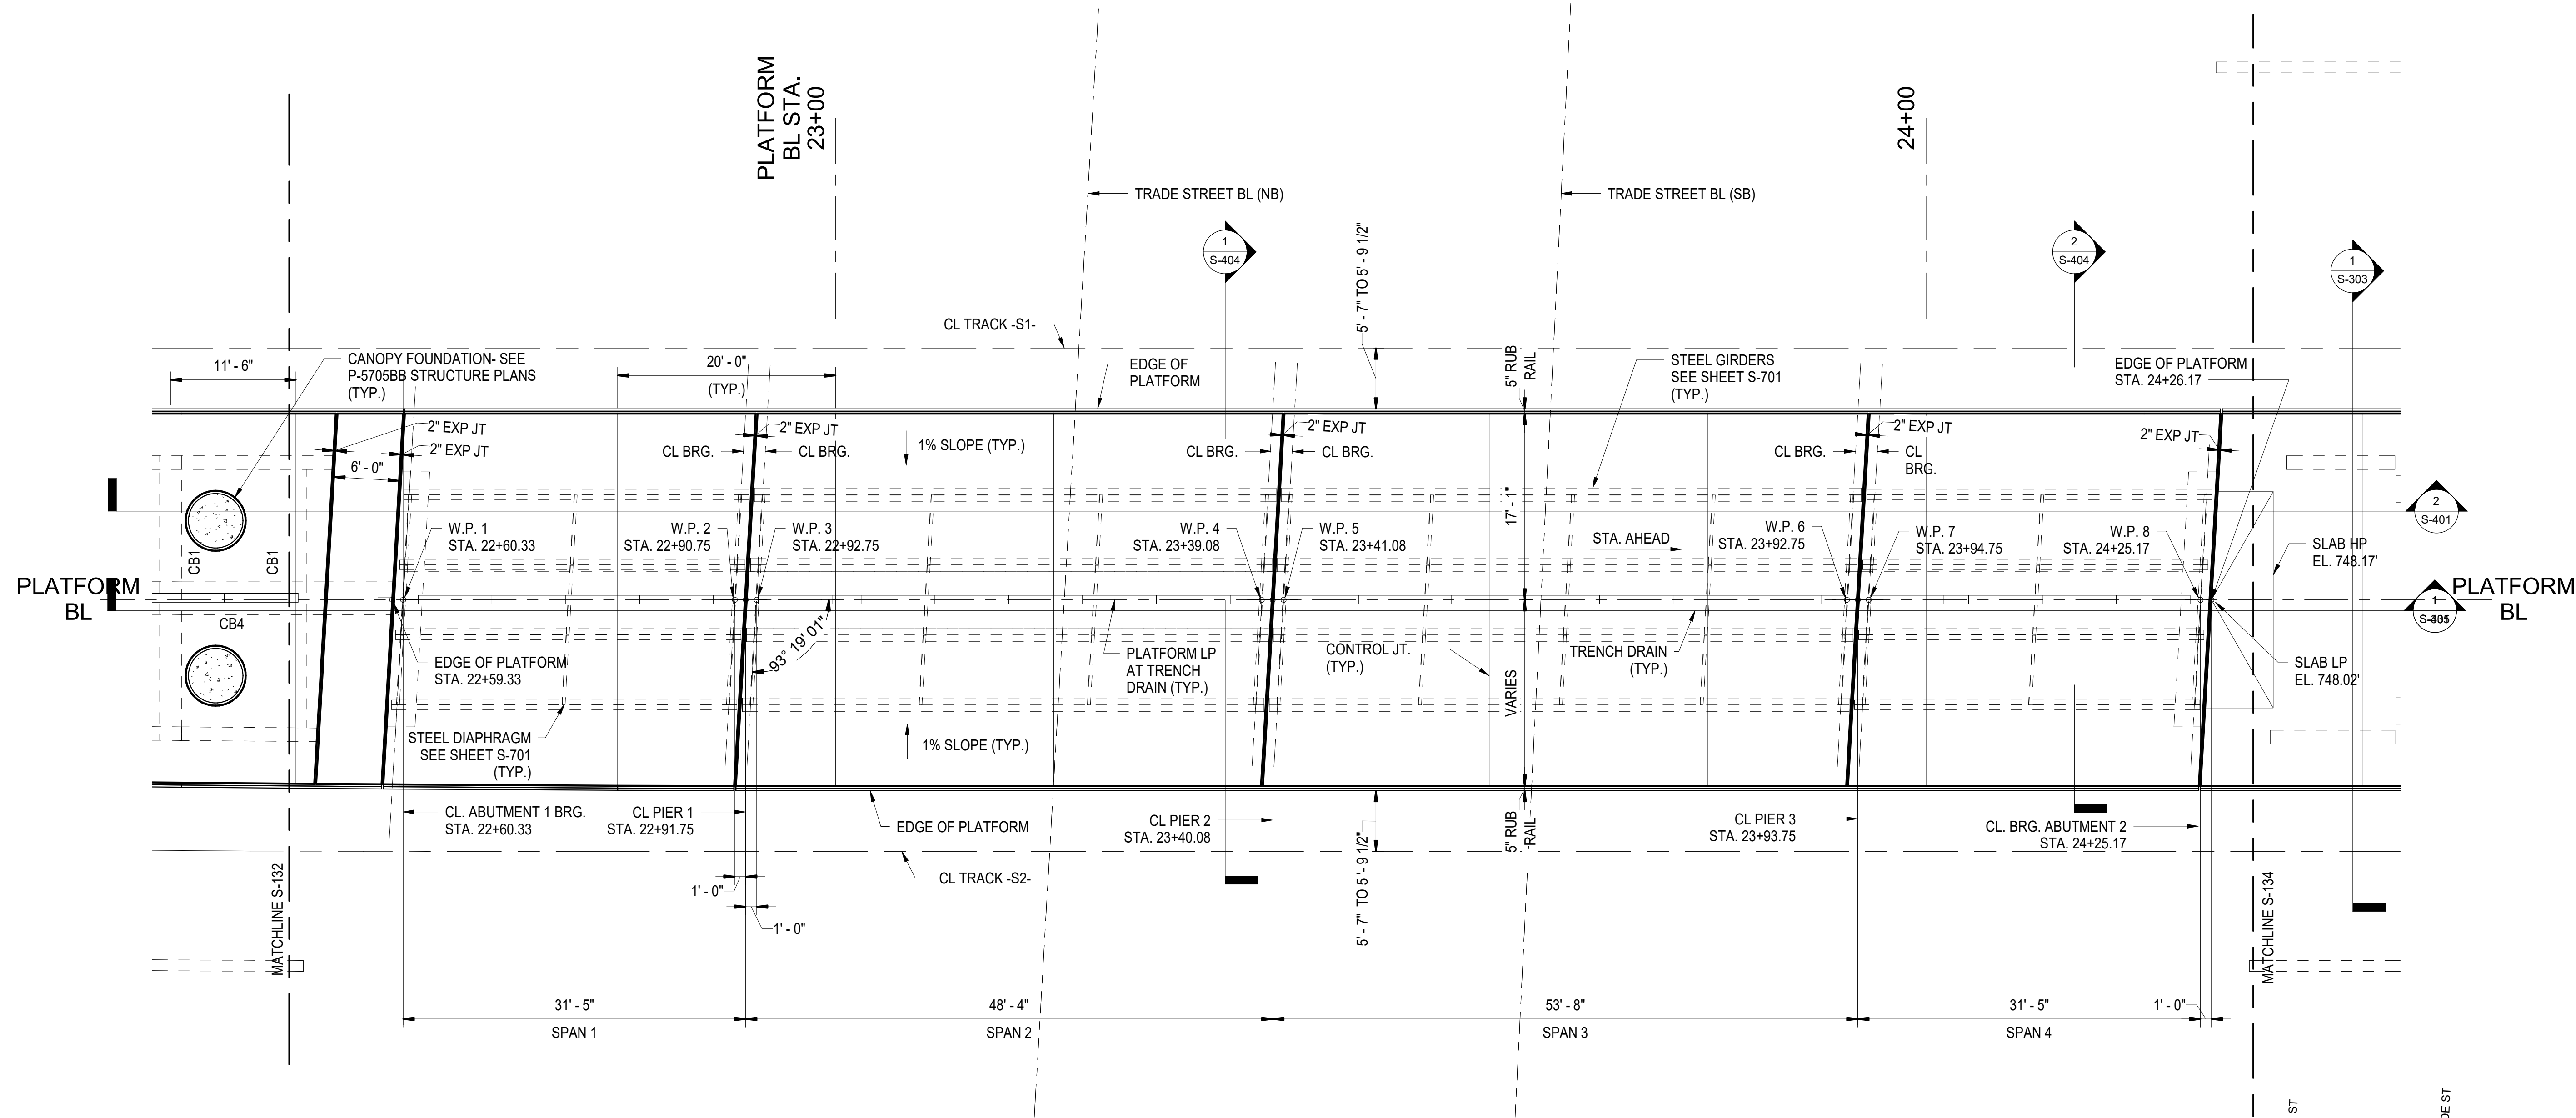 PLATFORM
BL STA.
23+00
24+00
TRADE STREET BL (NB)
TRADE STREET BL (SB)
1
S-404
2
S-404
1
S-303
5' - 7" TO 5' - 9 1/2"
CL TRACK -S1-
11' - 6"
CANOPY FOUNDATION- SEE
P-5705BB STRUCTURE PLANS
(TYP.)
20' - 0"
(TYP.)
EDGE OF
PLATFORM
5" RUB
RAIL
STEEL GIRDERS
SEE SHEET S-701
(TYP.)
EDGE OF PLATFORM
STA. 24+26.17
2" EXP JT
2" EXP JT
6' - 0"
2" EXP JT
CL BRG.
CL BRG.
1% SLOPE (TYP.)
2" EXP JT
CL BRG.
CL BRG.
2" EXP JT
CL BRG.
CL
BRG.
2" EXP JT
17' - 1"
W.P. 1
STA. 22+60.33
W.P. 2
STA. 22+90.75
W.P. 3
STA. 22+92.75
W.P. 4
STA. 23+39.08
W.P. 5
STA. 23+41.08
STA. AHEAD
W.P. 6
STA. 23+92.75
W.P. 7
STA. 23+94.75
W.P. 8
STA. 24+25.17
2
S-401
SLAB HP
EL. 748.17'
CB1
CB1
CB4
PLATFORM
BL
PLATFORM
BL
1
93° 19' 01"
EDGE OF PLATFORM
STA. 22+59.33
PLATFORM LP
AT TRENCH
DRAIN (TYP.)
CONTROL JT.
(TYP.)
TRENCH DRAIN
(TYP.)
SLAB LP
EL. 748.02'
VARIES
STEEL DIAPHRAGM
SEE SHEET S-701
(TYP.)
1% SLOPE (TYP.)
CL. ABUTMENT 1 BRG.
STA. 22+60.33
CL PIER 1
STA. 22+91.75
EDGE OF PLATFORM
CL PIER 2
STA. 23+40.08
5' - 7" TO 5' - 9 1/2"
5" RUB
RAIL
CL PIER 3
STA. 23+93.75
CL. BRG. ABUTMENT 2
STA. 24+25.17
CL TRACK -S2-
1' - 0"
1' - 0"
MATCHLINE S-132
MATCHLINE S-134
31' - 5"
48' - 4"
53' - 8"
31' - 5"
1' - 0"
SPAN 1
SPAN 2
SPAN 3
SPAN 4
ST
ST